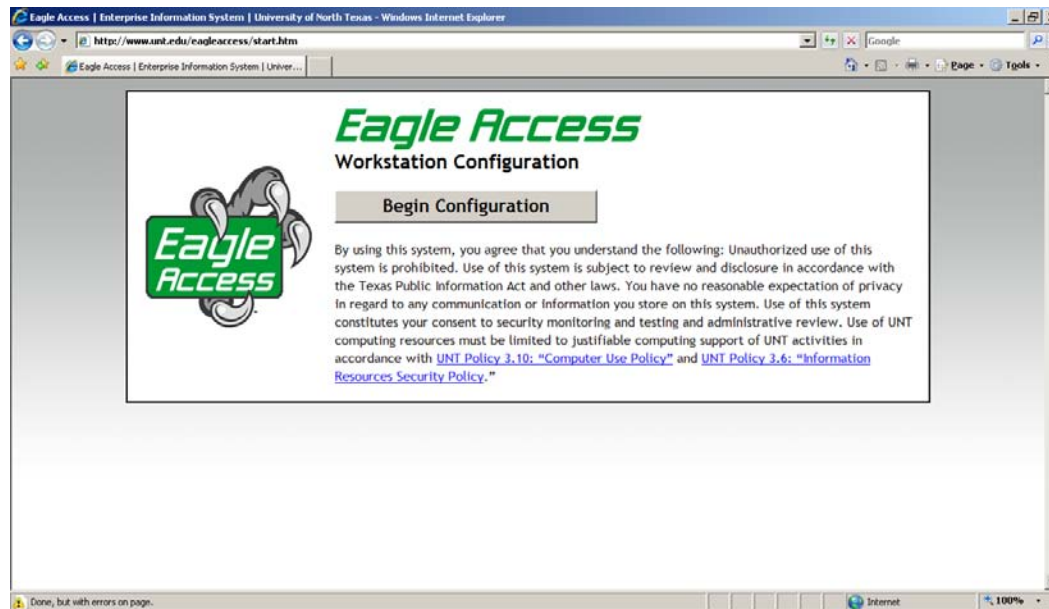 Eagle Access | Enterprise Information System | University of North Texas - Windows Internet Explorer
http://www.unt.edu/eagleaccess/start.htm
Google
Eagle Access | Enterprise Information System | Univer...
Page
Tools
Eagle Access
Workstation Configuration
Begin Configuration
Eagle
Access
By using this system, you agree that you understand the following: Unauthorized use of this
system is prohibited. Use of this system is subject to review and disclosure in accordance with
the Texas Public Information Act and other laws. You have no reasonable expectation of privacy
in regard to any communication or information you store on this system. Use of this system
constitutes your consent to security monitoring and testing and administrative review. Use of UNT
computing resources must be limited to justifiable computing support of UNT activities in
accordance with UNT Policy 3.10: “Computer Use Policy” and UNT Policy 3.6: “Information
Resources Security Policy.”
Done, but with errors on page.
Internet
100%